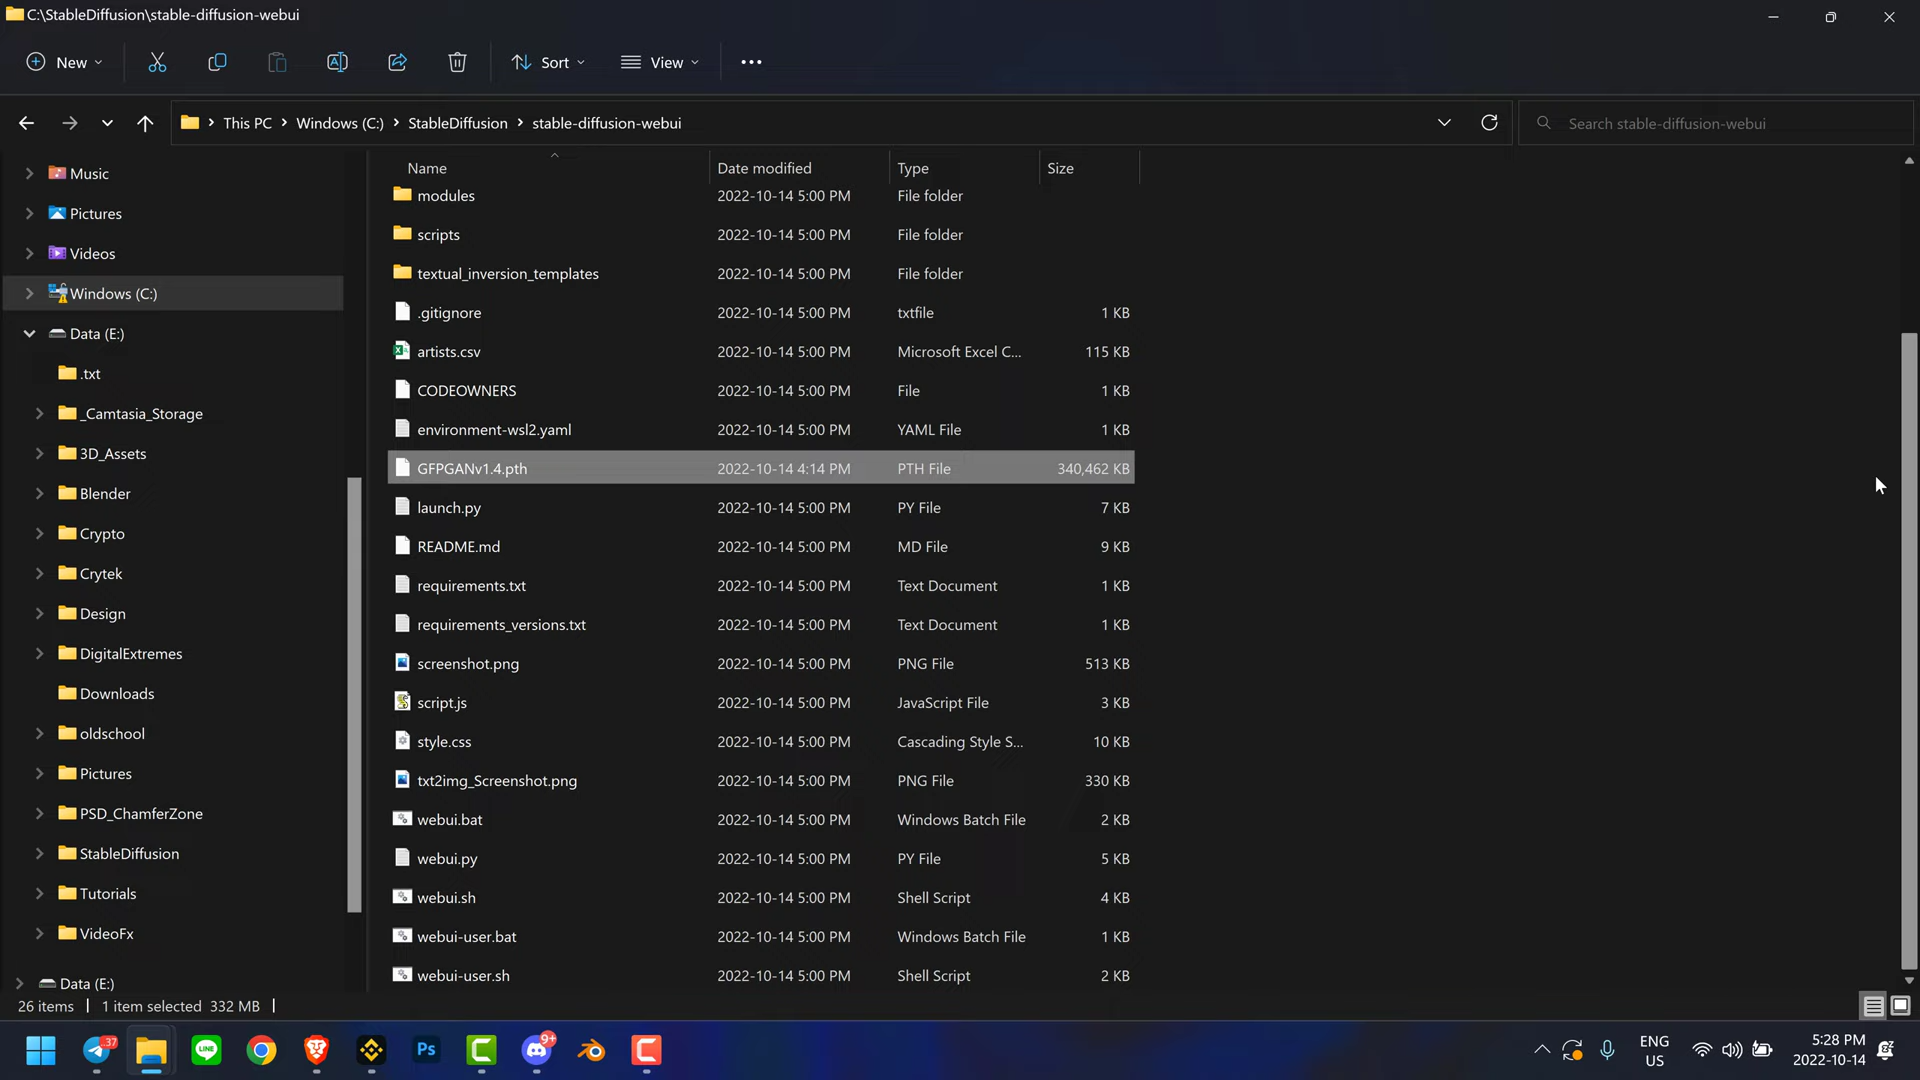 C:\StableDiffusion\stable-diffusion-webui
New
Sort
View
This PC > Windows (C:) > StableDiffusion > stable-diffusion-webui
Search stable-diffusion-webui
Music
Pictures
Videos
Windows (C:)
Data (E:)
.txt
_Camtasia_Storage
3D_Assets
Blender
Crypto
Crytek
Design
DigitalExtremes
Downloads
oldschool
Pictures
PSD_ChamferZone
StableDiffusion
Tutorials
VideoFx
Data (E:)
Name Date modified Type Size
modules 2022-10-14 5:00 PM File folder
scripts 2022-10-14 5:00 PM File folder
textual_inversion_templates 2022-10-14 5:00 PM File folder
.gitignore 2022-10-14 5:00 PM txtfile 1 KB
artists.csv 2022-10-14 5:00 PM Microsoft Excel C... 115 KB
CODEOWNERS 2022-10-14 5:00 PM File 1 KB
environment-wsl2.yaml 2022-10-14 5:00 PM YAML File 1 KB
GFPGANv1.4.pth 2022-10-14 4:14 PM PTH File 340,462 KB
launch.py 2022-10-14 5:00 PM PY File 7 KB
README.md 2022-10-14 5:00 PM MD File 9 KB
requirements.txt 2022-10-14 5:00 PM Text Document 1 KB
requirements_versions.txt 2022-10-14 5:00 PM Text Document 1 KB
screenshot.png 2022-10-14 5:00 PM PNG File 513 KB
script.js 2022-10-14 5:00 PM JavaScript File 3 KB
style.css 2022-10-14 5:00 PM Cascading Style S... 10 KB
txt2img_Screenshot.png 2022-10-14 5:00 PM PNG File 330 KB
webui.bat 2022-10-14 5:00 PM Windows Batch File 2 KB
webui.py 2022-10-14 5:00 PM PY File 5 KB
webui.sh 2022-10-14 5:00 PM Shell Script 4 KB
webui-user.bat 2022-10-14 5:00 PM Windows Batch File 1 KB
webui-user.sh 2022-10-14 5:00 PM Shell Script 2 KB
26 items 1 item selected 332 MB
37
LINE
Ps
9+
ENG
US
5:28 PM
2022-10-14